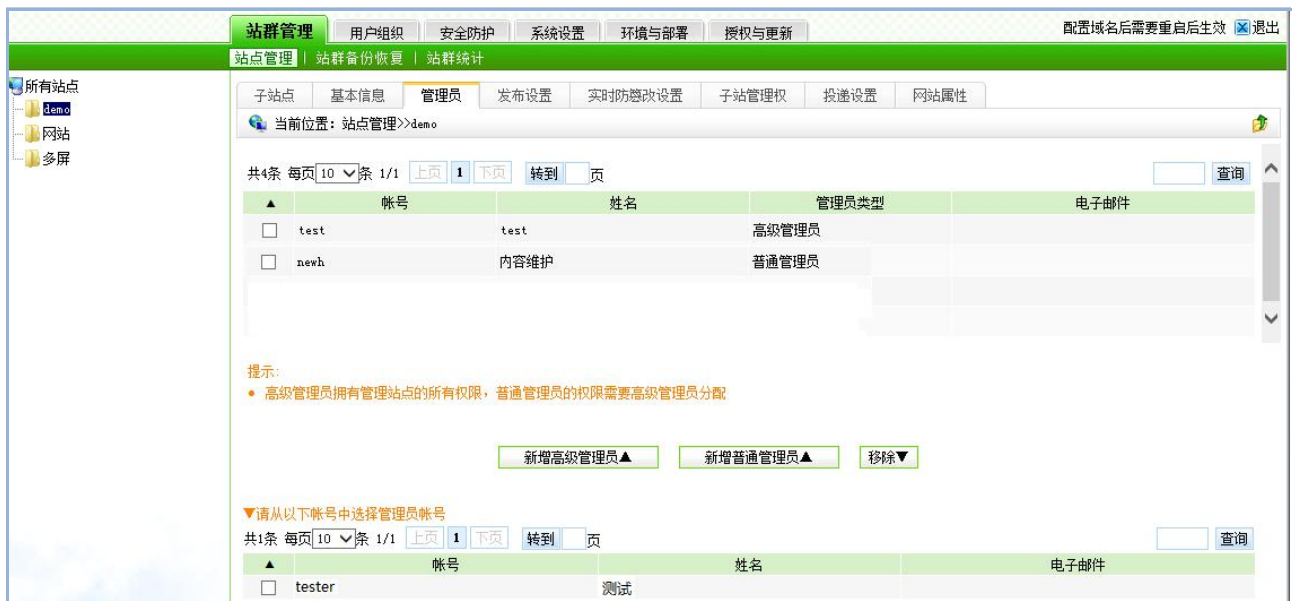 站群管理 用户组织 安全防护 系统设置 环境与部署 授权与更新 配置域名后需要重启后生效 退出
站点管理 | 站群备份恢复 | 站群统计
所有站点
demo
网站
多屏
子站点 基本信息 管理员 发布设置 实时防篡改设置 子站管理权 投递设置 网站属性
当前位置：站点管理>>demo
共4条 每页 10 条 1/1 上页 1 下页 转到 页 查询
▲ 帐号 姓名 管理员类型 电子邮件
test test 高级管理员
newh 内容维护 普通管理员
提示:
• 高级管理员拥有管理站点的所有权限，普通管理员的权限需要高级管理员分配
新增高级管理员▲ 新增普通管理员▲ 移除▼
▼请从以下帐号中选择管理员帐号
共1条 每页 10 条 1/1 上页 1 下页 转到 页 查询
▲ 帐号 姓名 电子邮件
tester 测试